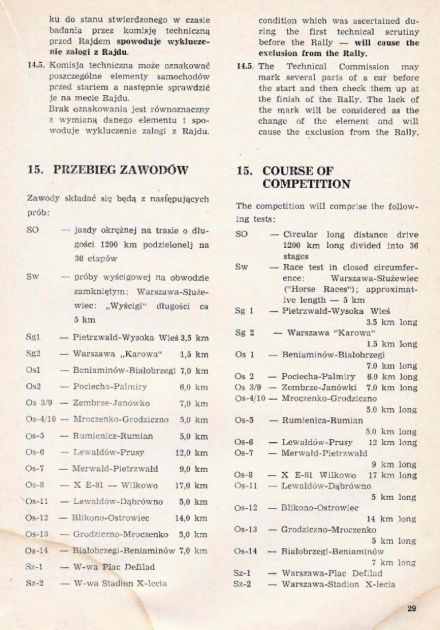 ku do stanu stwierdzonego w czasie
badania przez komisję techniczną
przed Rajdem spowoduje wyklucze-
nie załogi z Rajdu.
14.5. Komisja techniczna może oznakować
poszczególne elementy samochodów
przed startem a następnie sprawdzić
je na mecie Rajdu.
Brak oznakowania jest równoznaczny
z wymianą danego elementu i spo-
woduje wykluczenie załogi z Rajdu.
15. PRZEBIEG ZAWODÓW
Zawody składać się będą z następujących
prób:
SO — jazdy okrężnej na trasie o dłu-
gości 1200 km podzielonej na
36 etapów
Sw — próby wyścigowej na obwodzie
zamkniętym: Warszawa-Służe-
wiec: „Wyścigi" długości ca
5 km
Sg1 — Pietrzwałd-Wysoka Wieś 3,5 km
Sg2 — Warszawa „Karowa" 1,5 km
Os1 — Beniaminów-Białobrzegi 7,0 km
Os2 — Pociecha-Palmiry 6,0 km
Os 3/9 — Zembrze-Janówko 7,0 km
Os-4/10 — Mroczenko-Grodziczno 5,0 km
Os-5 — Rumienicz-Rumian 5,0 km
Os-6 — Lewałdów-Prusy 12,0 km
Os-7 — Merwałd-Pietrzwałd 9,0 km
Os-8 — X E-81 — Wilkowo 17,0 km
Os-11 — Lewałdów-Dąbrówno 5,0 km
Os-12 — Blikono-Ostrowiec 14,0 km
Os-13 — Grodziczno-Mroczenko 5,0 km
Os-14 — Białobrzegi-Beniaminów 7,0 km
Sz-1 — W-wa Plac Defilad
Sz-2 — W-wa Stadion X-lecia
condition which was ascertained du-
ring the first technical scrutiny
before the Rally — will cause the
exelusion from the Rally.
14.5. The Technical Commission may
mark several parts of a car before
the start and then check them up at
the finish of the Rally. The lack of
the mark will be considered as the
change of the element and will
cause the exclusion from the Rally.
15. COURSE OF
COMPETITION
The competition will comprise the follow-
ing tests:
SO — Circular long distance drive
1200 km long divided into 36
stages
Sw — Race test in closed circumfer-
ence: Warszawa-Służewiec
("Horse Races"); approximat-
ive length — 5 km
Sg 1 — Pietrzwałd-Wysoka Wieś
3.5 km long
Sg 2 — Warszawa "Karowa"
1.5 km long
Os 1 — Beniaminów-Białobrzegi
7.0 km long
Os 2 — Pociecha-Palmiry 6.0 km long
Os 3/9 — Zembrze-Janówki 7.0 km long
Os-4/10 — Mroczenko-Grodziczno
5.0 km long
Os-5 — Rumienica-Rumian
5.0 km long
Os-6 — Lewałdów-Prusy 12 km long
Os-7 — Merwałd-Pietrzwałd
9 km long
Os-8 — X E-81 Wilkowo 17 km long
Os-11 — Lewałdów-Dąbrówno
5 km long
Os-12 — Blikono-Ostrowiec
14 km long
Os-13 — Grodziczno-Mroczenko
5 km long
Os-14 — Białobrzegi-Beniaminów
7 km long
Sz-1 — Warszawa-Plac Defilad
Sz-2 — Warszawa-Stadion X-lecia
29